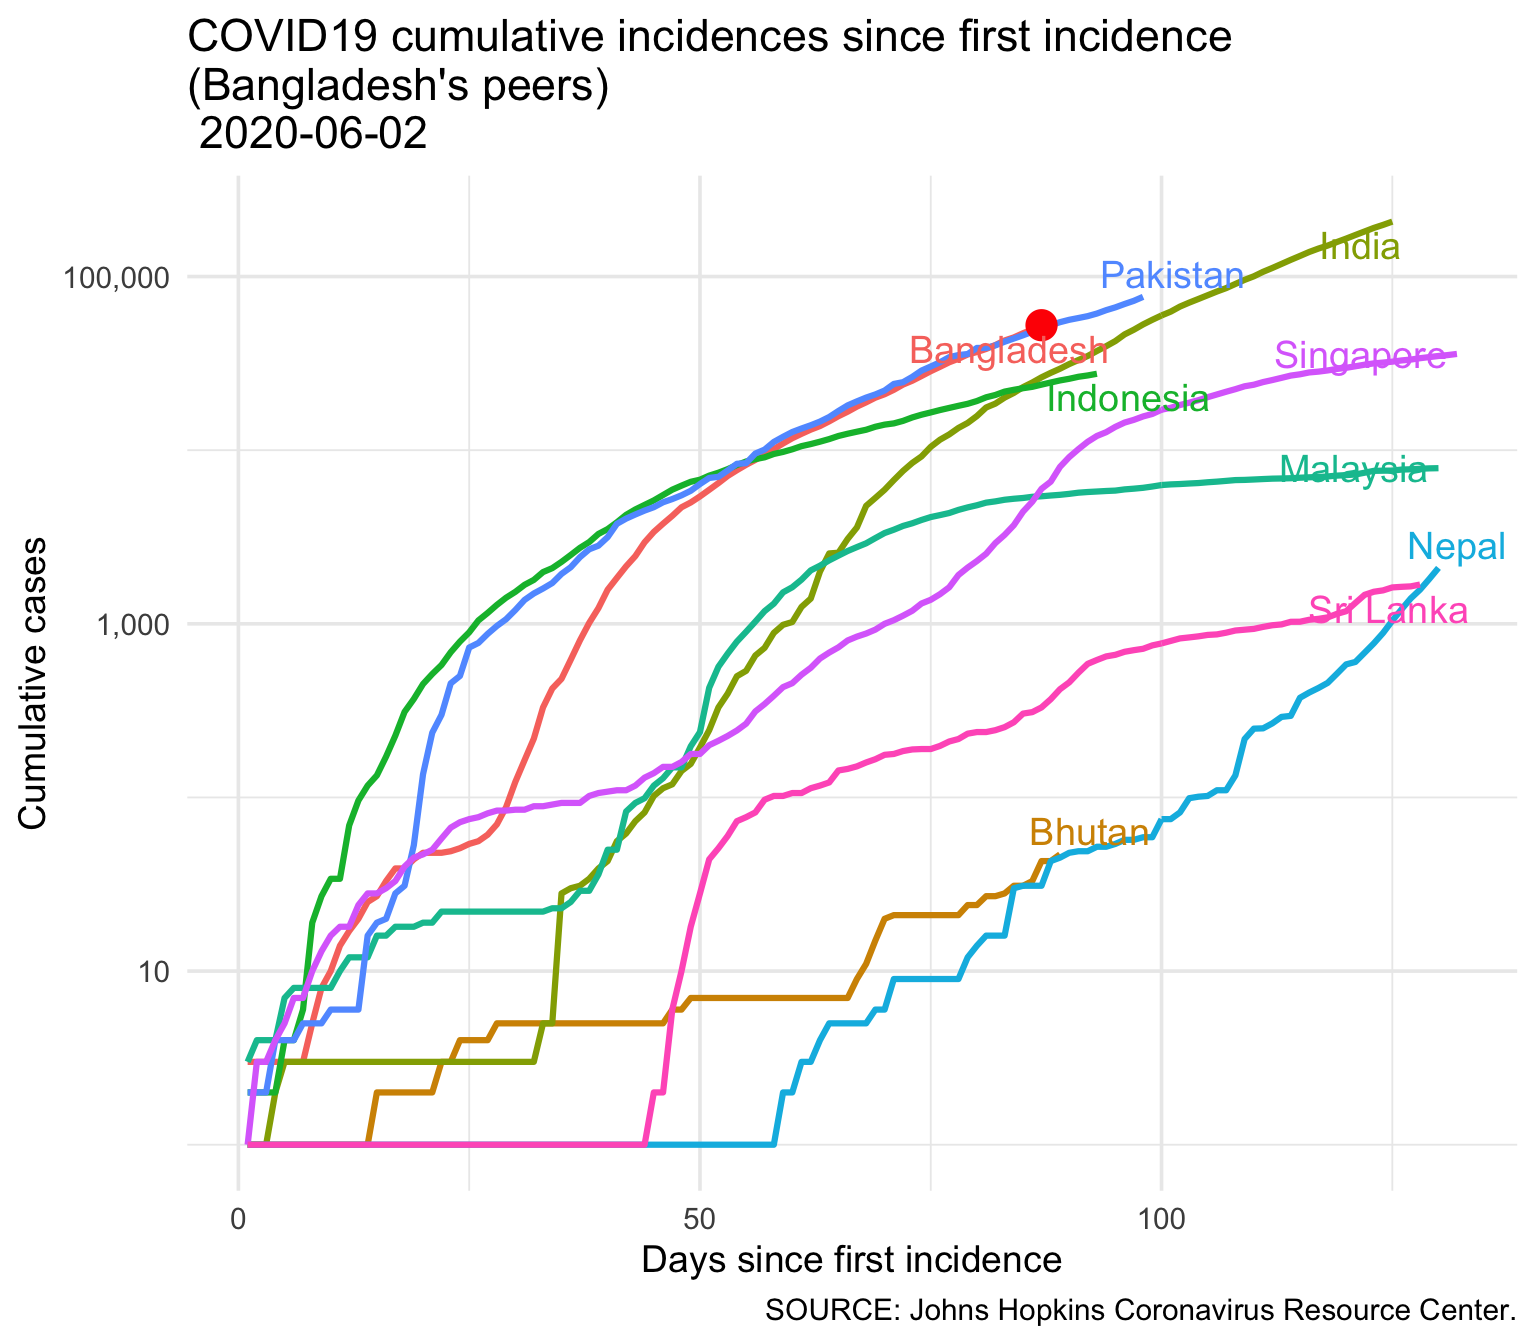 COVID19 cumulative incidences since first incidence
(Bangladesh's peers)
2020-06-02
Cumulative cases
100,000
1,000
10
India
Pakistan
Bangladesh
Singapore
Indonesia
Malaysia
Nepal
Sri Lanka
Bhutan
0 50 100
Days since first incidence
SOURCE: Johns Hopkins Coronavirus Resource Center.